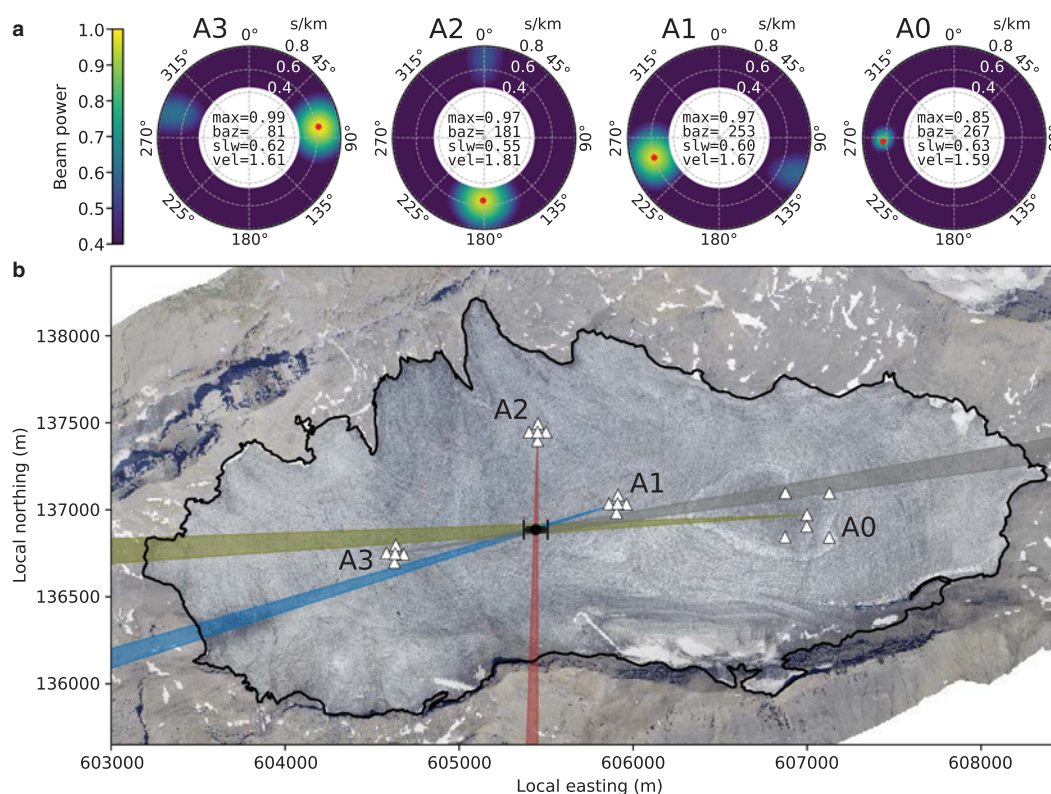 a
A3
s/km
A2
s/km
A1
s/km
A0
s/km
1.0
0.9
0.8
0.7
0.6
0.5
0.4
Beam power
0°
45°
90°
135°
180°
225°
270°
315°
0.8
0.6
0.4
max=0.99
baz= 81
slw=0.62
vel=1.61
0°
45°
90°
135°
180°
225°
270°
315°
0.8
0.6
0.4
max=0.97
baz= 181
slw=0.55
vel=1.81
0°
45°
90°
135°
180°
225°
270°
315°
0.8
0.6
0.4
max=0.97
baz= 253
slw=0.60
vel=1.67
0°
45°
90°
135°
180°
225°
270°
315°
0.8
0.6
0.4
max=0.85
baz= 267
slw=0.63
vel=1.59
b
138000
137500
137000
136500
136000
Local northing (m)
A2
A1
A0
A3
603000
604000
605000
606000
607000
608000
Local easting (m)